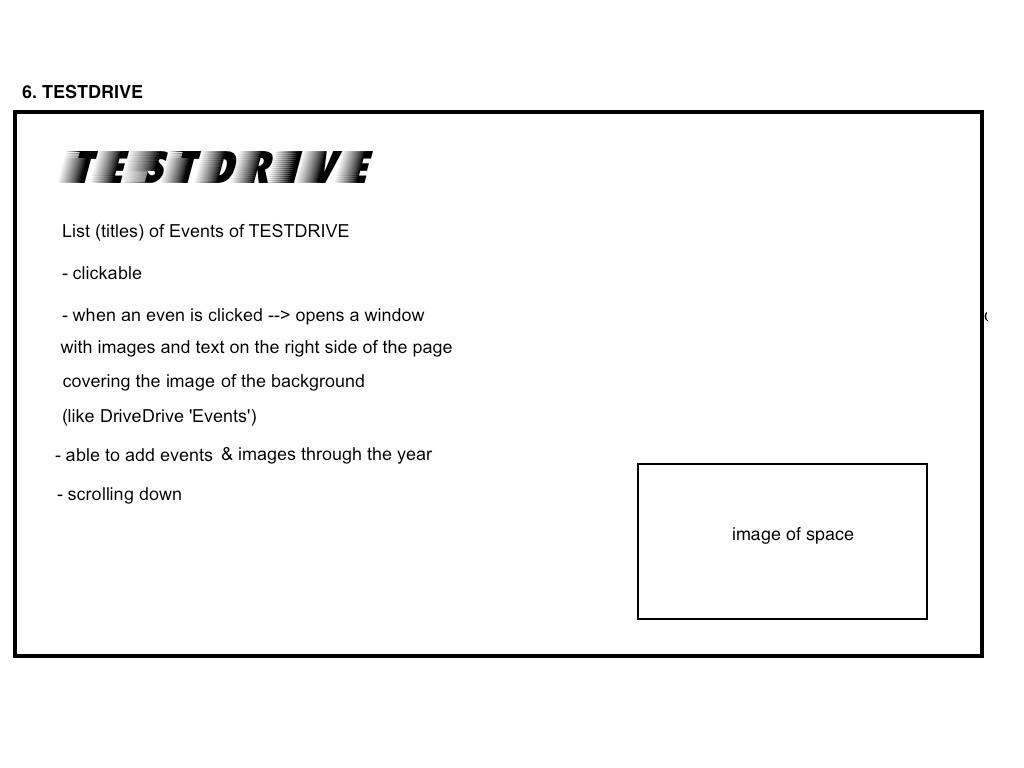 6. TESTDRIVE
TESTDRIVE
List (titles) of Events of TESTDRIVE
- clickable
- when an even is clicked --> opens a window
with images and text on the right side of the page
covering the image of the background
(like DriveDrive 'Events')
- able to add events & images through the year
- scrolling down
image of space